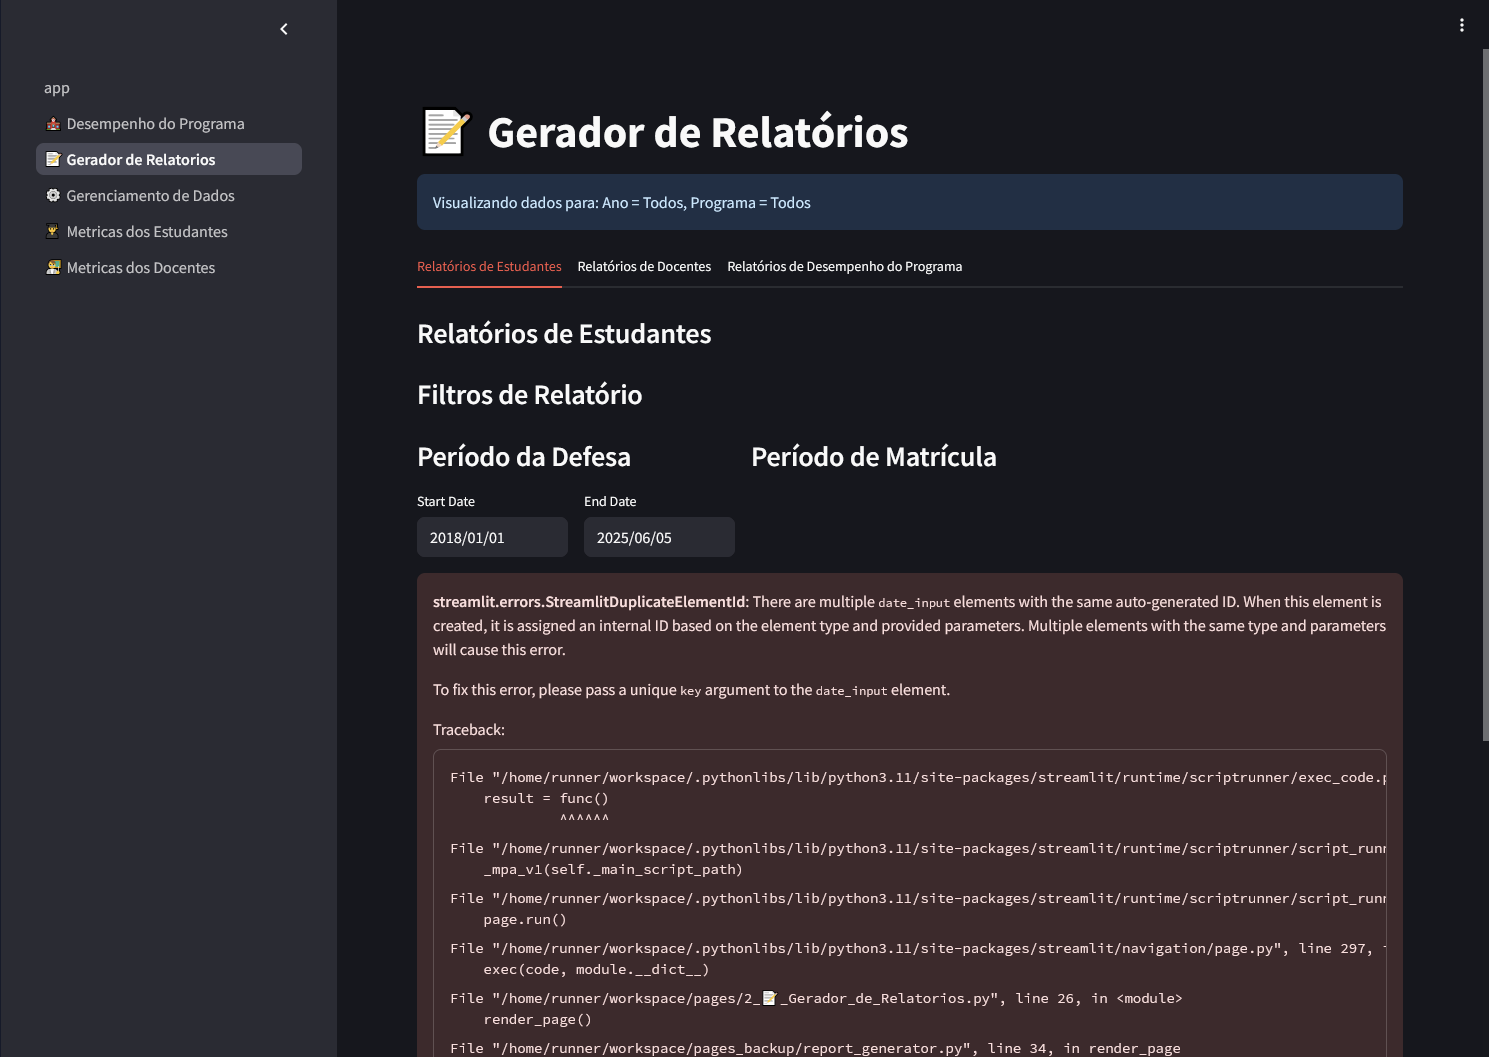 app
Desempenho do Programa
Gerador de Relatorios
Gerenciamento de Dados
Metricas dos Estudantes
Metricas dos Docentes
Gerador de Relatórios
Visualizando dados para: Ano = Todos, Programa = Todos
Relatórios de Estudantes Relatórios de Docentes Relatórios de Desempenho do Programa
Relatórios de Estudantes
Filtros de Relatório
Período da Defesa Período de Matrícula
Start Date End Date
2018/01/01 2025/06/05
streamlit.errors.StreamlitDuplicateElementId: There are multiple date_input elements with the same auto-generated ID. When this element is
created, it is assigned an internal ID based on the element type and provided parameters. Multiple elements with the same type and parameters
will cause this error.
To fix this error, please pass a unique key argument to the date_input element.
Traceback:
File "/home/runner/workspace/.pythonlibs/lib/python3.11/site-packages/streamlit/runtime/scriptrunner/exec_code.p
result = func()
^^^^^^
File "/home/runner/workspace/.pythonlibs/lib/python3.11/site-packages/streamlit/runtime/scriptrunner/script_runn
_mpa_v1(self._main_script_path)
File "/home/runner/workspace/.pythonlibs/lib/python3.11/site-packages/streamlit/runtime/scriptrunner/script_runn
page.run()
File "/home/runner/workspace/.pythonlibs/lib/python3.11/site-packages/streamlit/navigation/page.py", line 297,
exec(code, module.__dict__)
File "/home/runner/workspace/pages/2_📝_Gerador_de_Relatorios.py", line 26, in <module>
render_page()
File "/home/runner/workspace/pages_backup/report_generator.py", line 34, in render_page